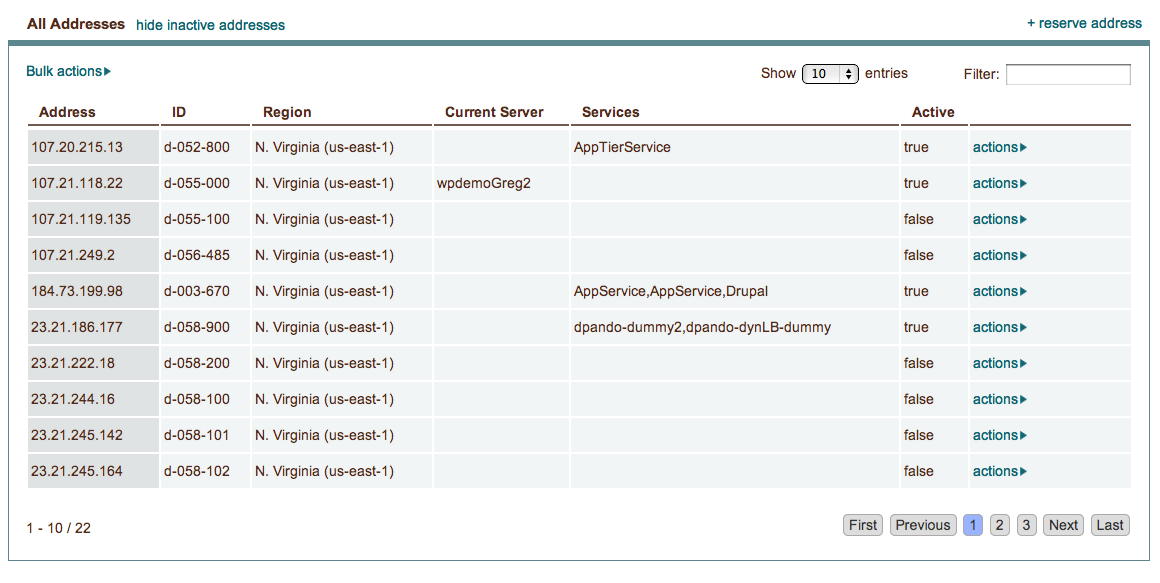 All Addresses hide inactive addresses + reserve address
Bulk actions Show 10 entries Filter:
Address ID Region Current Server Services Active
107.20.215.13 d-052-800 N. Virginia (us-east-1) AppTierService true actions
107.21.118.22 d-055-000 N. Virginia (us-east-1) wpdemoGreg2 true actions
107.21.119.135 d-055-100 N. Virginia (us-east-1) false actions
107.21.249.2 d-056-485 N. Virginia (us-east-1) false actions
184.73.199.98 d-003-670 N. Virginia (us-east-1) AppService,AppService,Drupal true actions
23.21.186.177 d-058-900 N. Virginia (us-east-1) dpando-dummy2,dpando-dynLB-dummy true actions
23.21.222.18 d-058-200 N. Virginia (us-east-1) false actions
23.21.244.16 d-058-100 N. Virginia (us-east-1) false actions
23.21.245.142 d-058-101 N. Virginia (us-east-1) false actions
23.21.245.164 d-058-102 N. Virginia (us-east-1) false actions
1 - 10 / 22 First Previous 1 2 3 Next Last